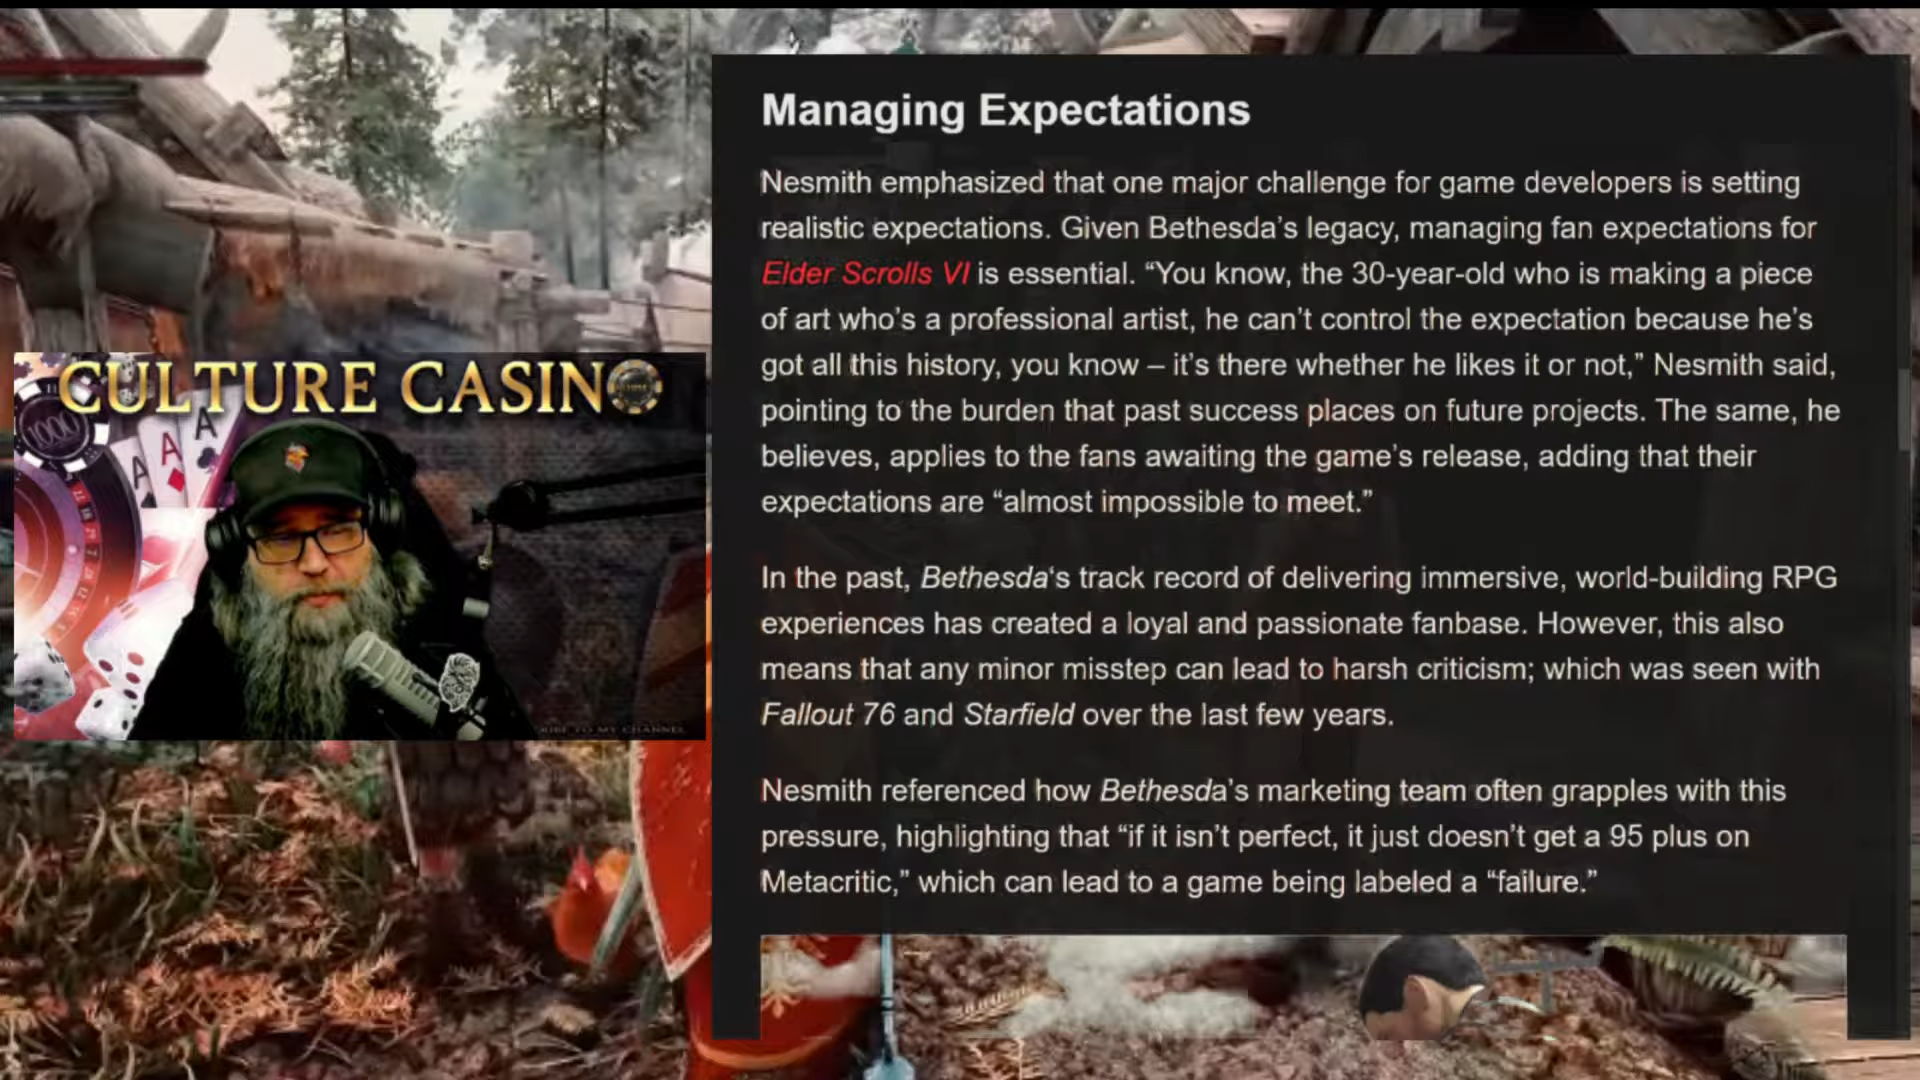 Managing Expectations
Nesmith emphasized that one major challenge for game developers is setting
realistic expectations. Given Bethesda’s legacy, managing fan expectations for
Elder Scrolls VI is essential. “You know, the 30-year-old who is making a piece
of art who’s a professional artist, he can’t control the expectation because he’s
got all this history, you know – it’s there whether he likes it or not,” Nesmith said,
pointing to the burden that past success places on future projects. The same, he
believes, applies to the fans awaiting the game’s release, adding that their
expectations are “almost impossible to meet.”
In the past, Bethesda‘s track record of delivering immersive, world-building RPG
experiences has created a loyal and passionate fanbase. However, this also
means that any minor misstep can lead to harsh criticism; which was seen with
Fallout 76 and Starfield over the last few years.
Nesmith referenced how Bethesda’s marketing team often grapples with this
pressure, highlighting that “if it isn’t perfect, it just doesn’t get a 95 plus on
Metacritic,” which can lead to a game being labeled a “failure.”
CULTURE CASINO
1000
A
A
A
TO MY CHANNEL